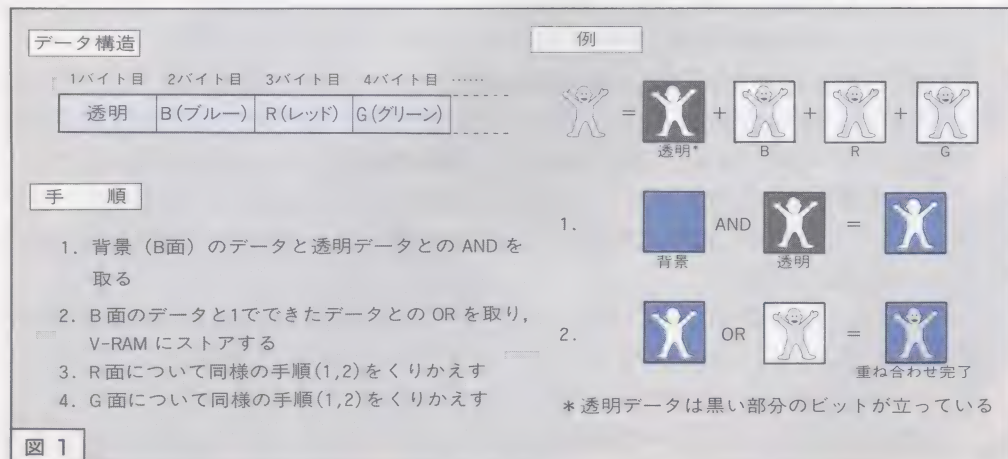 データ構造
1バイト目 2バイト目 3バイト目 4バイト目 ……
透明 B(ブルー) R(レッド) G(グリーン)
手 順
1. 背景(B面)のデータと透明データとの AND を
取る
2. B面のデータと1でできたデータとの OR を取り,
V-RAM にストアする
3. R面について同様の手順(1,2)をくりかえす
4. G面について同様の手順(1,2)をくりかえす
例
= + + +
透明* B R G
1. AND =
背景 透明
2. OR =
重ね合わせ完了
*透明データは黒い部分のビットが立っている
図 1